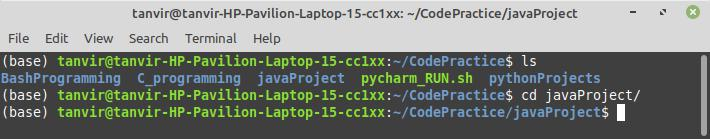 tanvir@tanvir-HP-Pavilion-Laptop-15-cc1xx: ~/CodePractice/javaProject
File Edit View Search Terminal Help
(base) tanvir@tanvir-HP-Pavilion-Laptop-15-cc1xx:~/CodePractice$ ls
BashProgramming C_programming javaProject pycharm_RUN.sh pythonProjects
(base) tanvir@tanvir-HP-Pavilion-Laptop-15-cc1xx:~/CodePractice$ cd javaProject/
(base) tanvir@tanvir-HP-Pavilion-Laptop-15-cc1xx:~/CodePractice/javaProject$